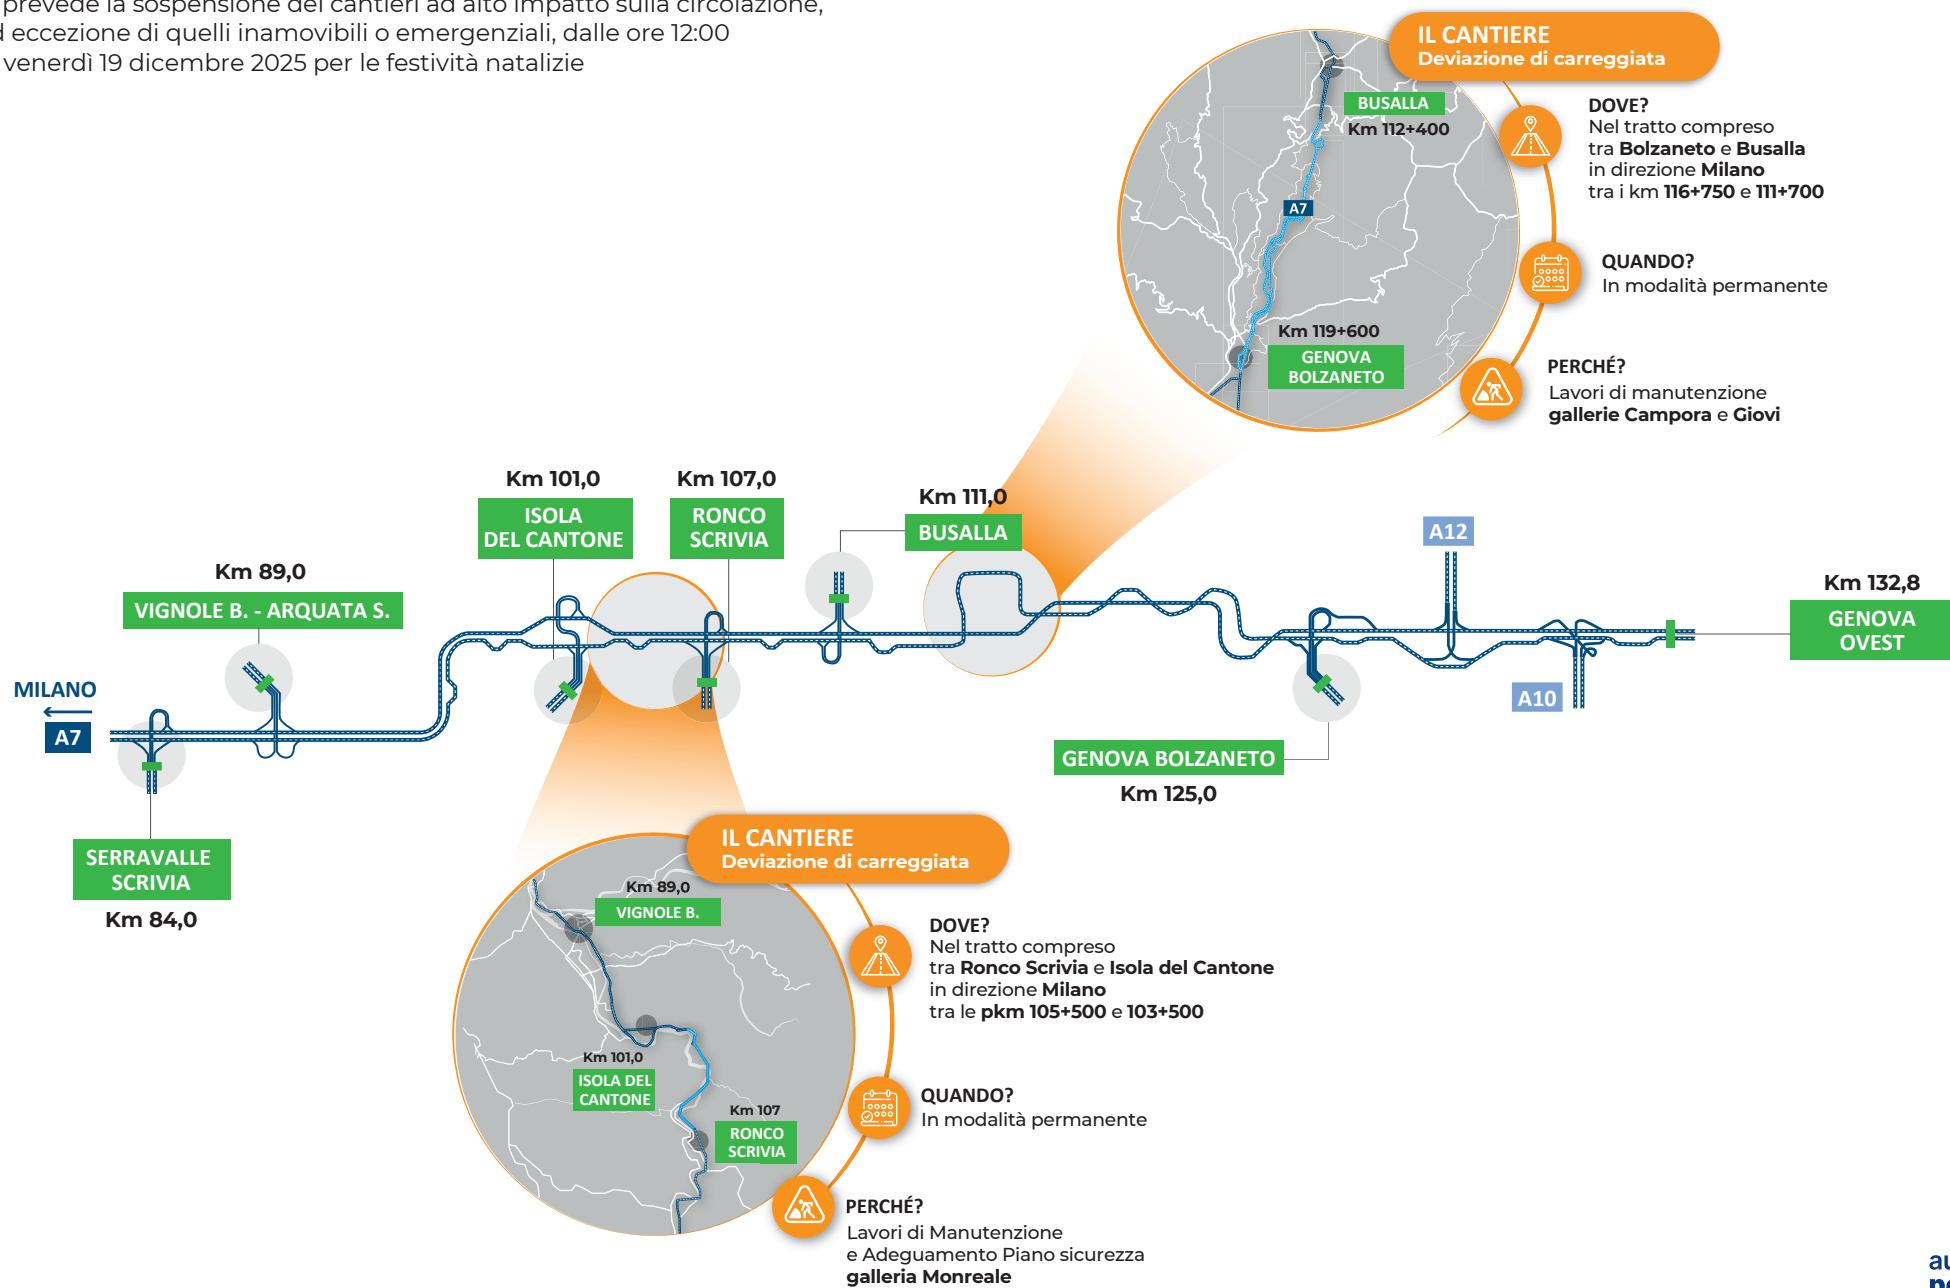 prevede la sospensione dei cantieri ad alto impatto sulla circolazione,
eccezione di quelli inamovibili o emergenziali, dalle ore 12:00
venerdì 19 dicembre 2025 per le festività natalizie
IL CANTIERE
Deviazione di carreggiata
BUSALLA
Km 112+400
A7
Km 119+600
GENOVA
BOLZANETO
DOVE?
Nel tratto compreso
tra Bolzaneto e Busalla
in direzione Milano
tra i km 116+750 e 111+700
QUANDO?
In modalità permanente
PERCHÉ?
Lavori di manutenzione
gallerie Campora e Giovi
MILANO
A7
SERRAVALLE
SCRIVIA
Km 84,0
Km 89,0
VIGNOLE B. - ARQUATA S.
Km 101,0
ISOLA
DEL CANTONE
Km 107,0
RONCO
SCRIVIA
Km 111,0
BUSALLA
GENOVA BOLZANETO
Km 125,0
A12
A10
Km 132,8
GENOVA
OVEST
IL CANTIERE
Deviazione di carreggiata
Km 89,0
VIGNOLE B.
Km 101,0
ISOLA DEL
CANTONE
Km 107
RONCO
SCRIVIA
DOVE?
Nel tratto compreso
tra Ronco Scrivia e Isola del Cantone
in direzione Milano
tra le pkm 105+500 e 103+500
QUANDO?
In modalità permanente
PERCHÉ?
Lavori di Manutenzione
e Adeguamento Piano sicurezza
galleria Monreale